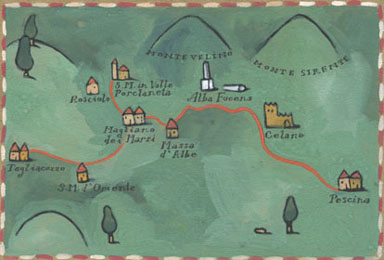 MONTE VELINO
MONTE SIRENTE
S.M. in Valle
Porclaneta
Rosciolo
Alba Fucens
Magliano
dei Marsi
Massa
d'Albe
Celano
Tagliacozzo
S.M. d'Oriente
Pescina